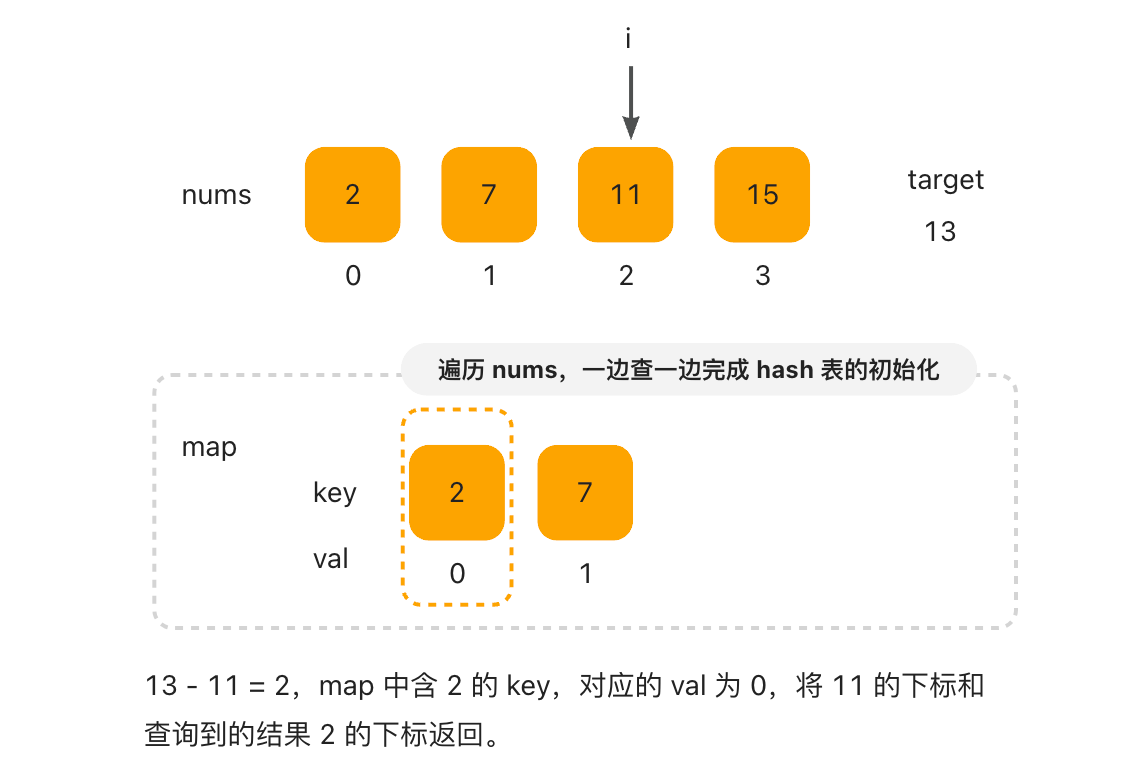 i
nums 2 7 11 15
target
13
0 1 2 3
遍历 nums，一边查一边完成 hash 表的初始化
map
key 2 7
val 0 1
13 - 11 = 2，map 中含 2 的 key，对应的 val 为 0，将 11 的下标和
查询到的结果 2 的下标返回。